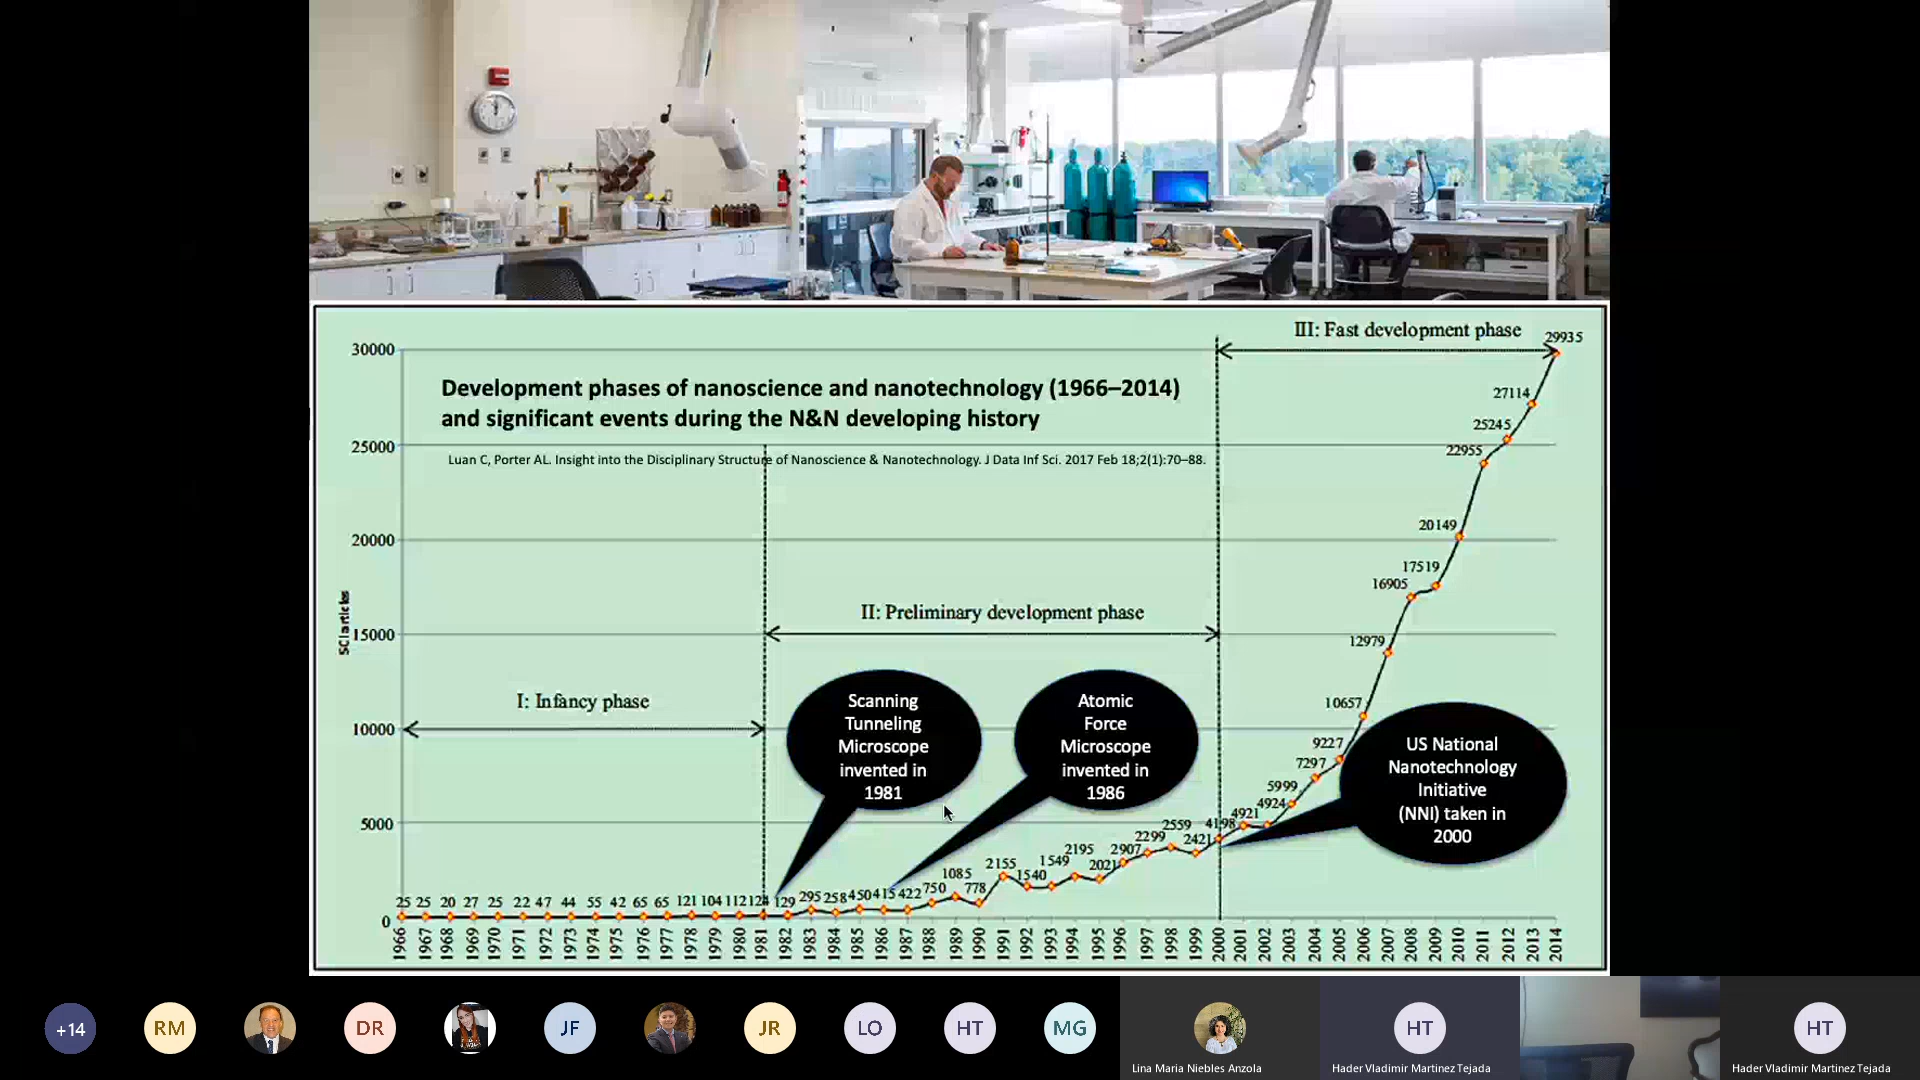 III: Fast development phase
29935
30000
Development phases of nanoscience and nanotechnology (1966–2014)
and significant events during the N&N developing history
27114
25245
25000
22955
Luan C, Porter AL. Insight into the Disciplinary Structure of Nanoscience & Nanotechnology. J Data Inf Sci. 2017 Feb 18;2(1):70–88.
20149
20000
17519
16905
SCI articles
II: Preliminary development phase
15000
12979
I: Infancy phase
10657
10000
Scanning
Tunneling
Microscope
invented in
1981
Atomic
Force
Microscope
invented in
1986
US National
Nanotechnology
Initiative
(NNI) taken in
2000
9227
7297
5999
4924
4921
4198
5000
2559
2421
2299
2907
2195
2021
1549
1540
2155
1085
778
25 25 20 27 25 22 47 44 55 42 65 65 121 104 112 124 129 295 258 450 415 422 750
0
1966 1967 1968 1969 1970 1971 1972 1973 1974 1975 1976 1977 1978 1979 1980 1981 1982 1983 1984 1985 1986 1987 1988 1989 1990 1991 1992 1993 1994 1995 1996 1997 1998 1999 2000 2001 2002 2003 2004 2005 2006 2007 2008 2009 2010 2011 2012 2013 2014
+14
RM
DR
JF
JR
LO
HT
MG
HT
HT
Lina Maria Niebles Anzola
Hader Vladimir Martinez Tejada
Hader Vladimir Martinez Tejada